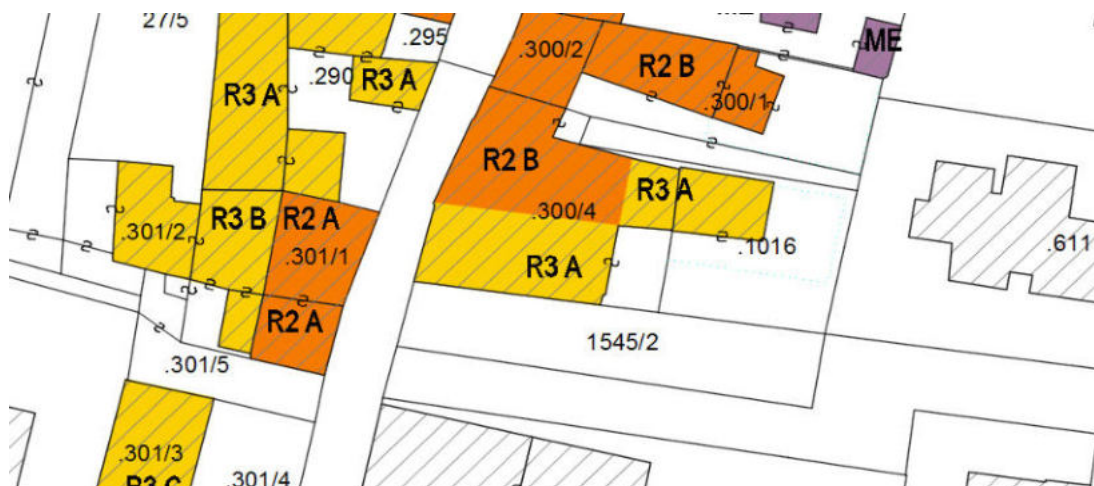 27/5
.295
.300/2
ME
.290
R3 A
R2 B
R3 A
.300/1
R2 B
R3 A
R3 B
R2 A
.300/4
.301/2
.301/1
.1016
.611
R3 A
R2 A
1545/2
.301/5
.301/3
.301/4
R3 C